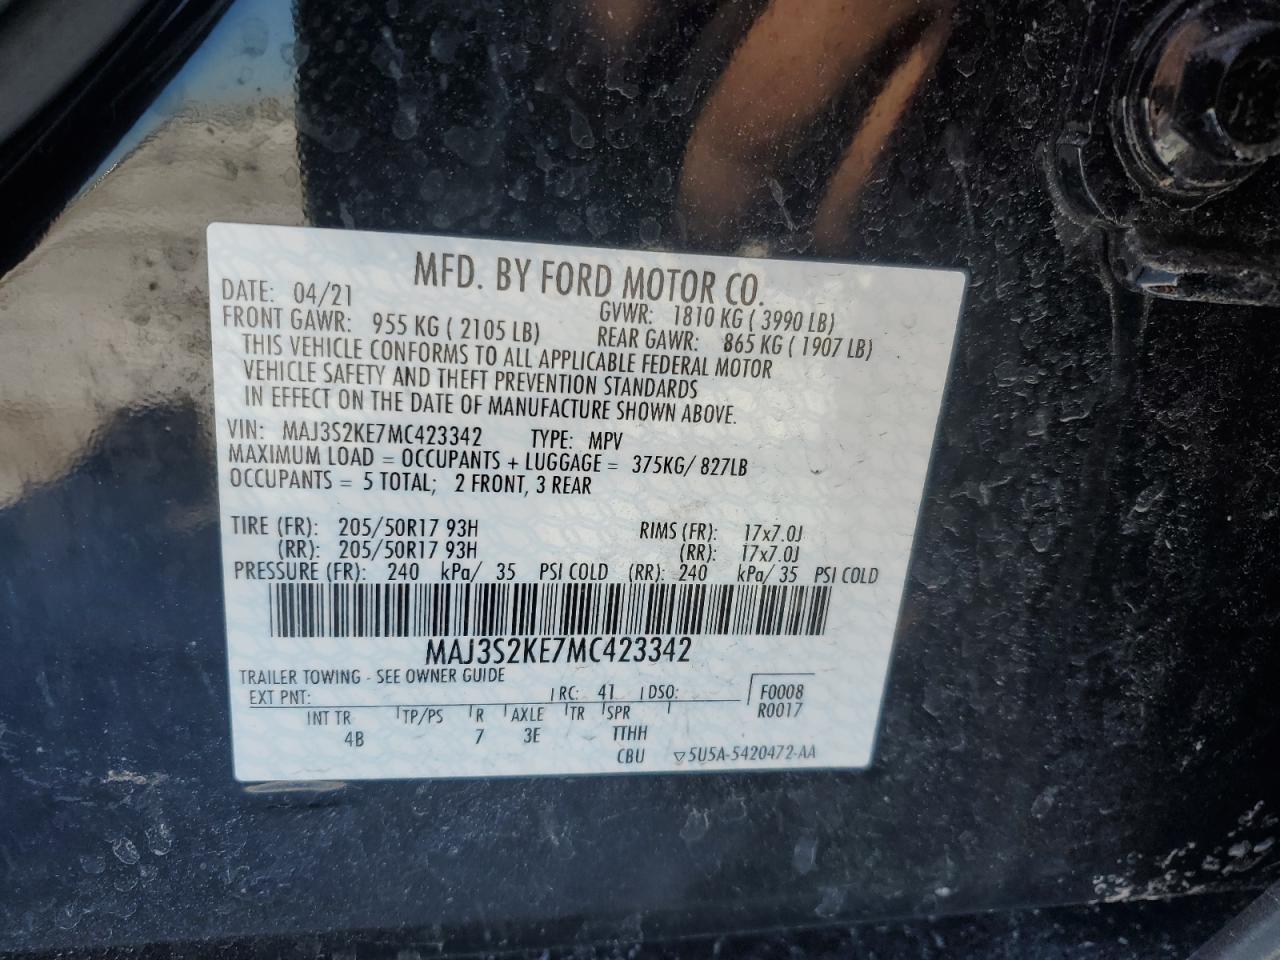 MFD. BY FORD MOTOR CO.
DATE: 04/21 GVWR: 1810 KG ( 3990 LB)
FRONT GAWR: 955 KG ( 2105 LB) REAR GAWR: 865 KG ( 1907 LB)
THIS VEHICLE CONFORMS TO ALL APPLICABLE FEDERAL MOTOR
VEHICLE SAFETY AND THEFT PREVENTION STANDARDS
IN EFFECT ON THE DATE OF MANUFACTURE SHOWN ABOVE.
VIN: MAJ3S2KE7MC423342 TYPE: MPV
MAXIMUM LOAD = OCCUPANTS + LUGGAGE = 375KG/ 827LB
OCCUPANTS = 5 TOTAL; 2 FRONT, 3 REAR
TIRE (FR): 205/50R17 93H RIMS (FR): 17x7.0J
(RR): 205/50R17 93H (RR): 17x7.0J
PRESSURE (FR): 240 kPa/ 35 PSI COLD (RR): 240 kPa/ 35 PSI COLD
MAJ3S2KE7MC423342
TRAILER TOWING - SEE OWNER GUIDE
EXT PNT: RC: 41 DSO: F0008
R0017
INT TR TP/PS R AXLE TR SPR
4B 7 3E TTHH
CBU ▽5U5A-5420472-AA